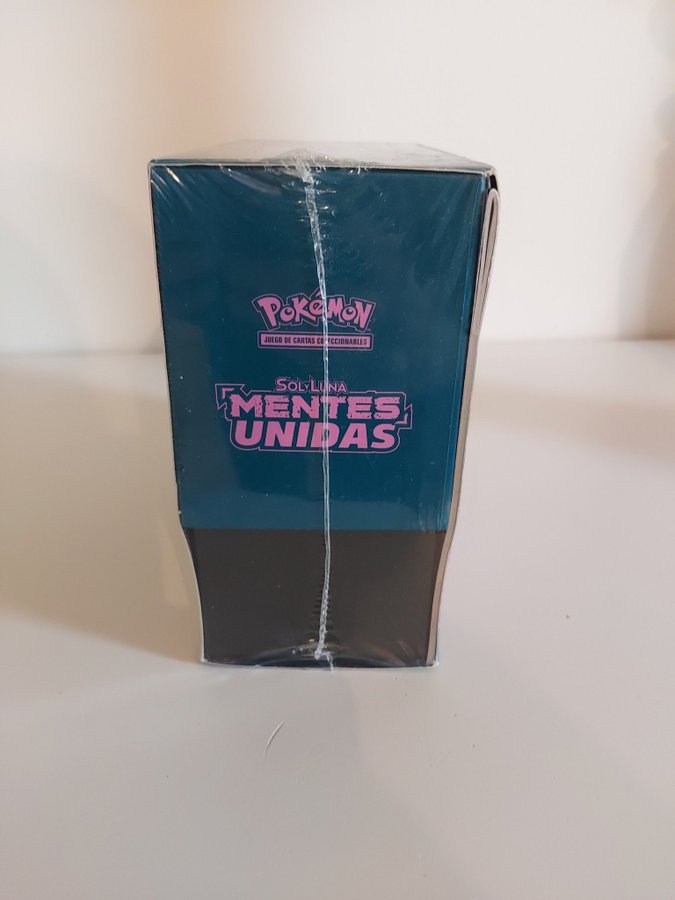 POKéMON
JUEGO DE CARTAS COLECCIONABLES
SOL Y LUNA
MENTES
UNIDAS